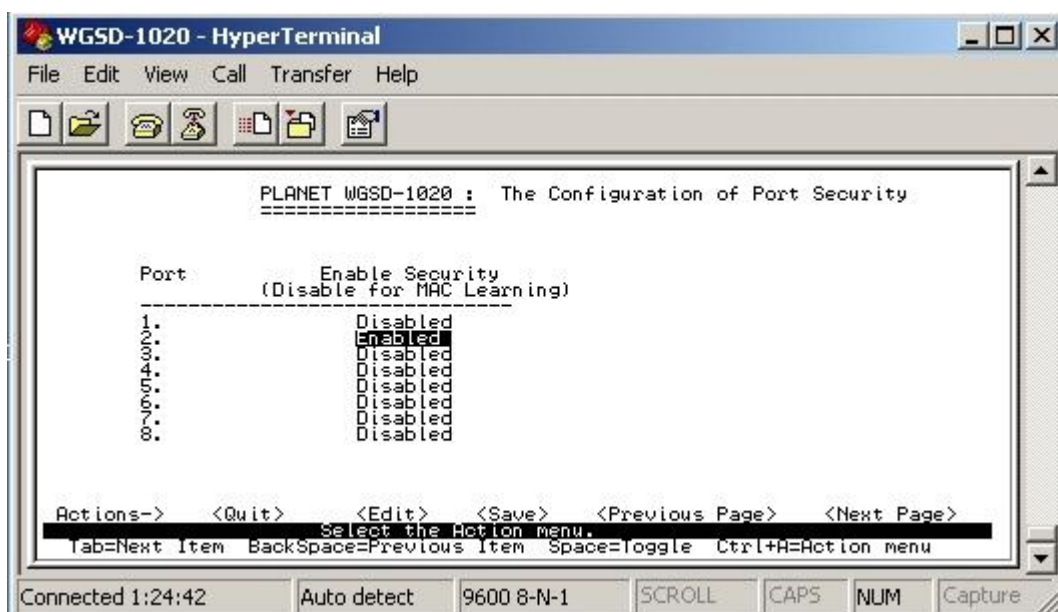 WGSD-1020 - HyperTerminal
File Edit View Call Transfer Help
PLANET WGSD-1020 : The Configuration of Port Security
===================
Port Enable Security
(Disable for MAC Learning)
-------------------------------
1. Disabled
2. Enabled
3. Disabled
4. Disabled
5. Disabled
6. Disabled
7. Disabled
8. Disabled
Actions-> <Quit> <Edit> <Save> <Previous Page> <Next Page>
Select the Action menu.
Tab=Next Item BackSpace=Previous Item Space=Toggle Ctrl+A=Action menu
Connected 1:24:42 Auto detect 9600 8-N-1 SCROLL CAPS NUM Capture